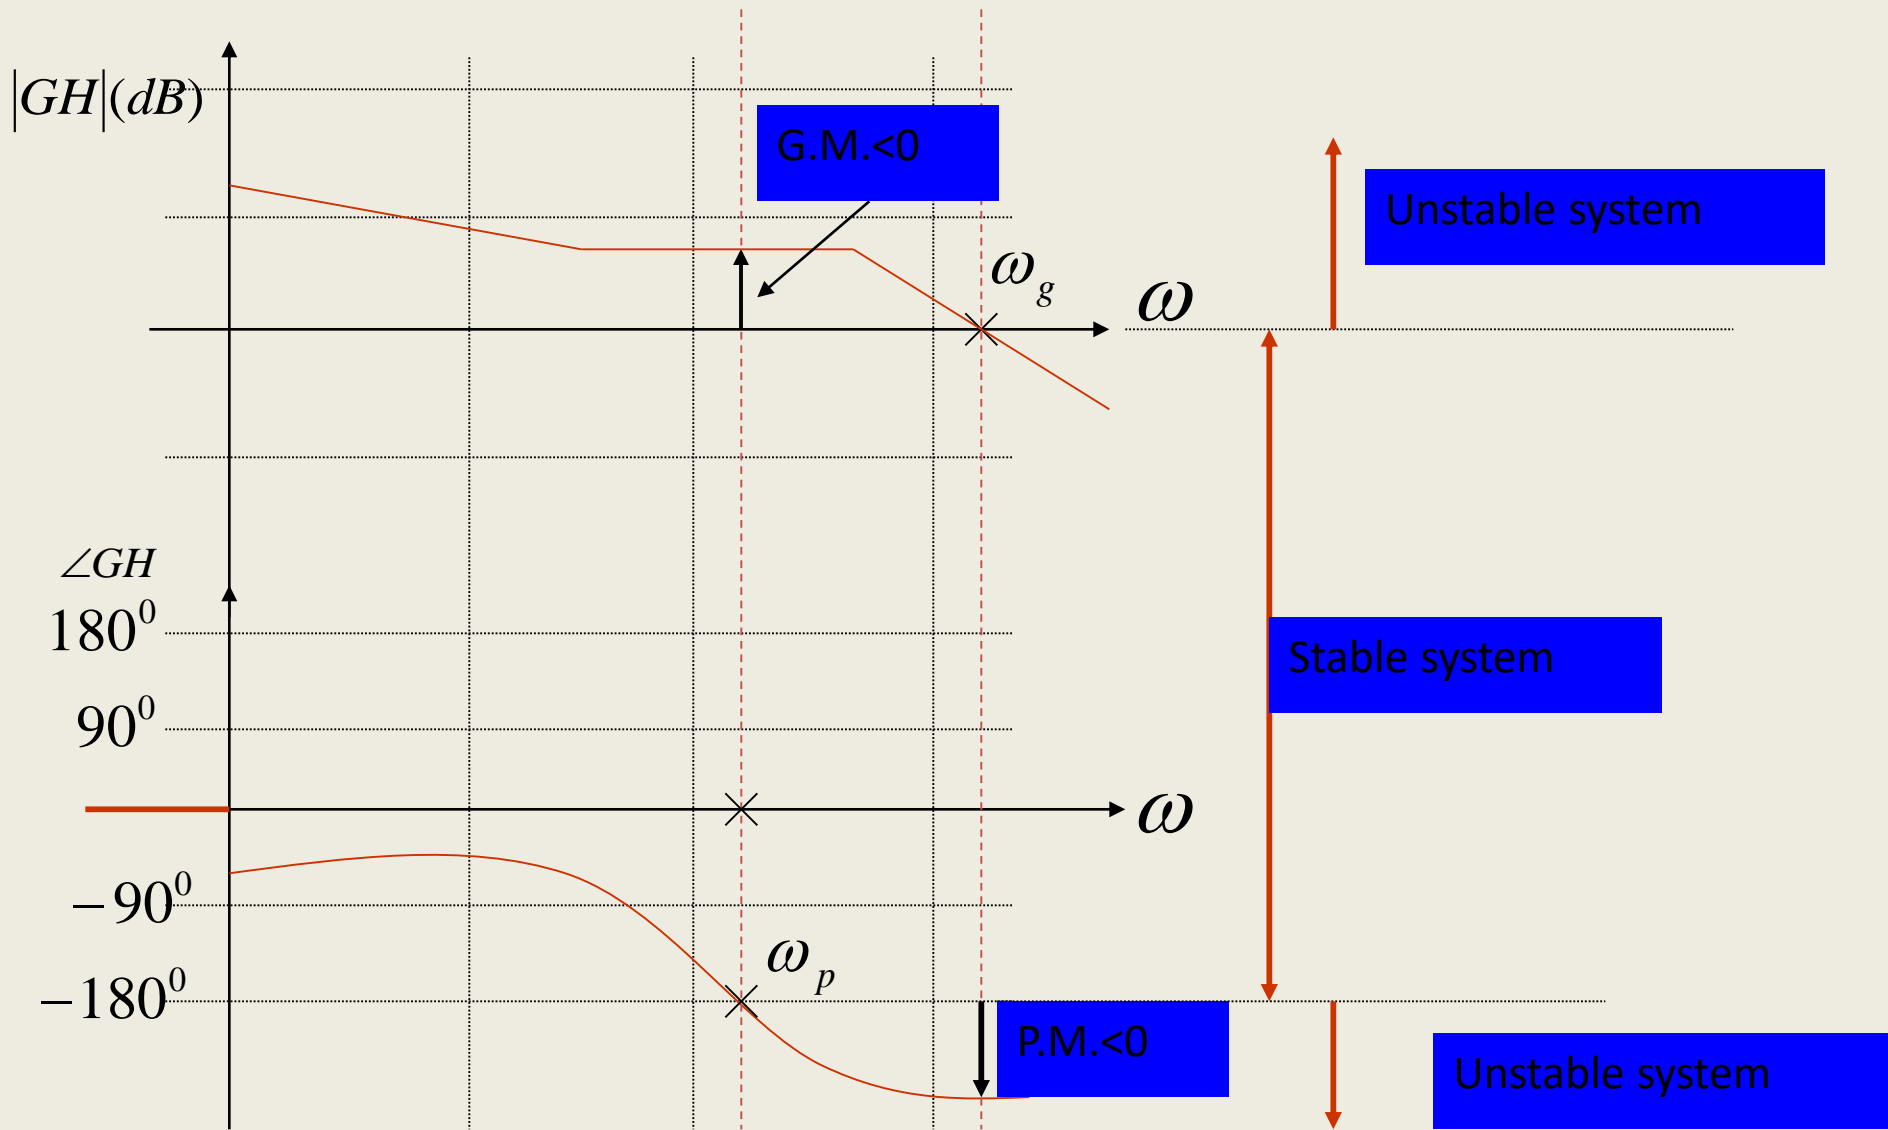 |GH|(dB)
G.M.<0
Unstable system
ω_g
ω
∠GH
180⁰
90⁰
Stable system
ω
−90⁰
ω_p
−180⁰
P.M.<0
Unstable system